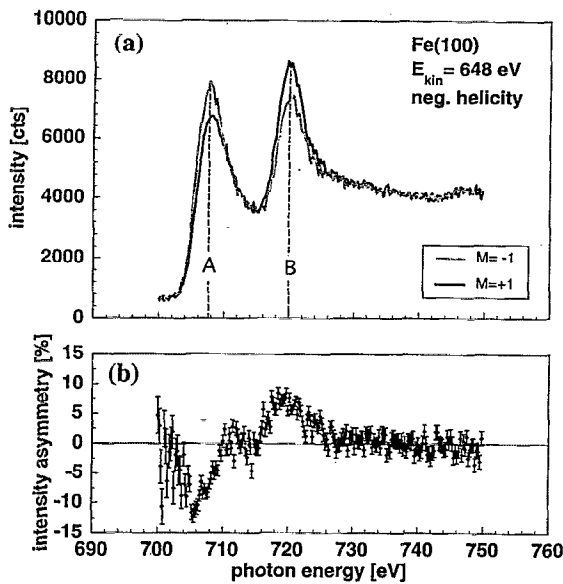 10000
8000
6000
4000
2000
0
intensity [cts]
(a)
Fe(100)
E_kin = 648 eV
neg. helicity
A
B
M= -1
M=+1
15
10
5
0
-5
-10
-15
intensity asymmetry [%]
(b)
690 700 710 720 730 740 750 760
photon energy [eV]